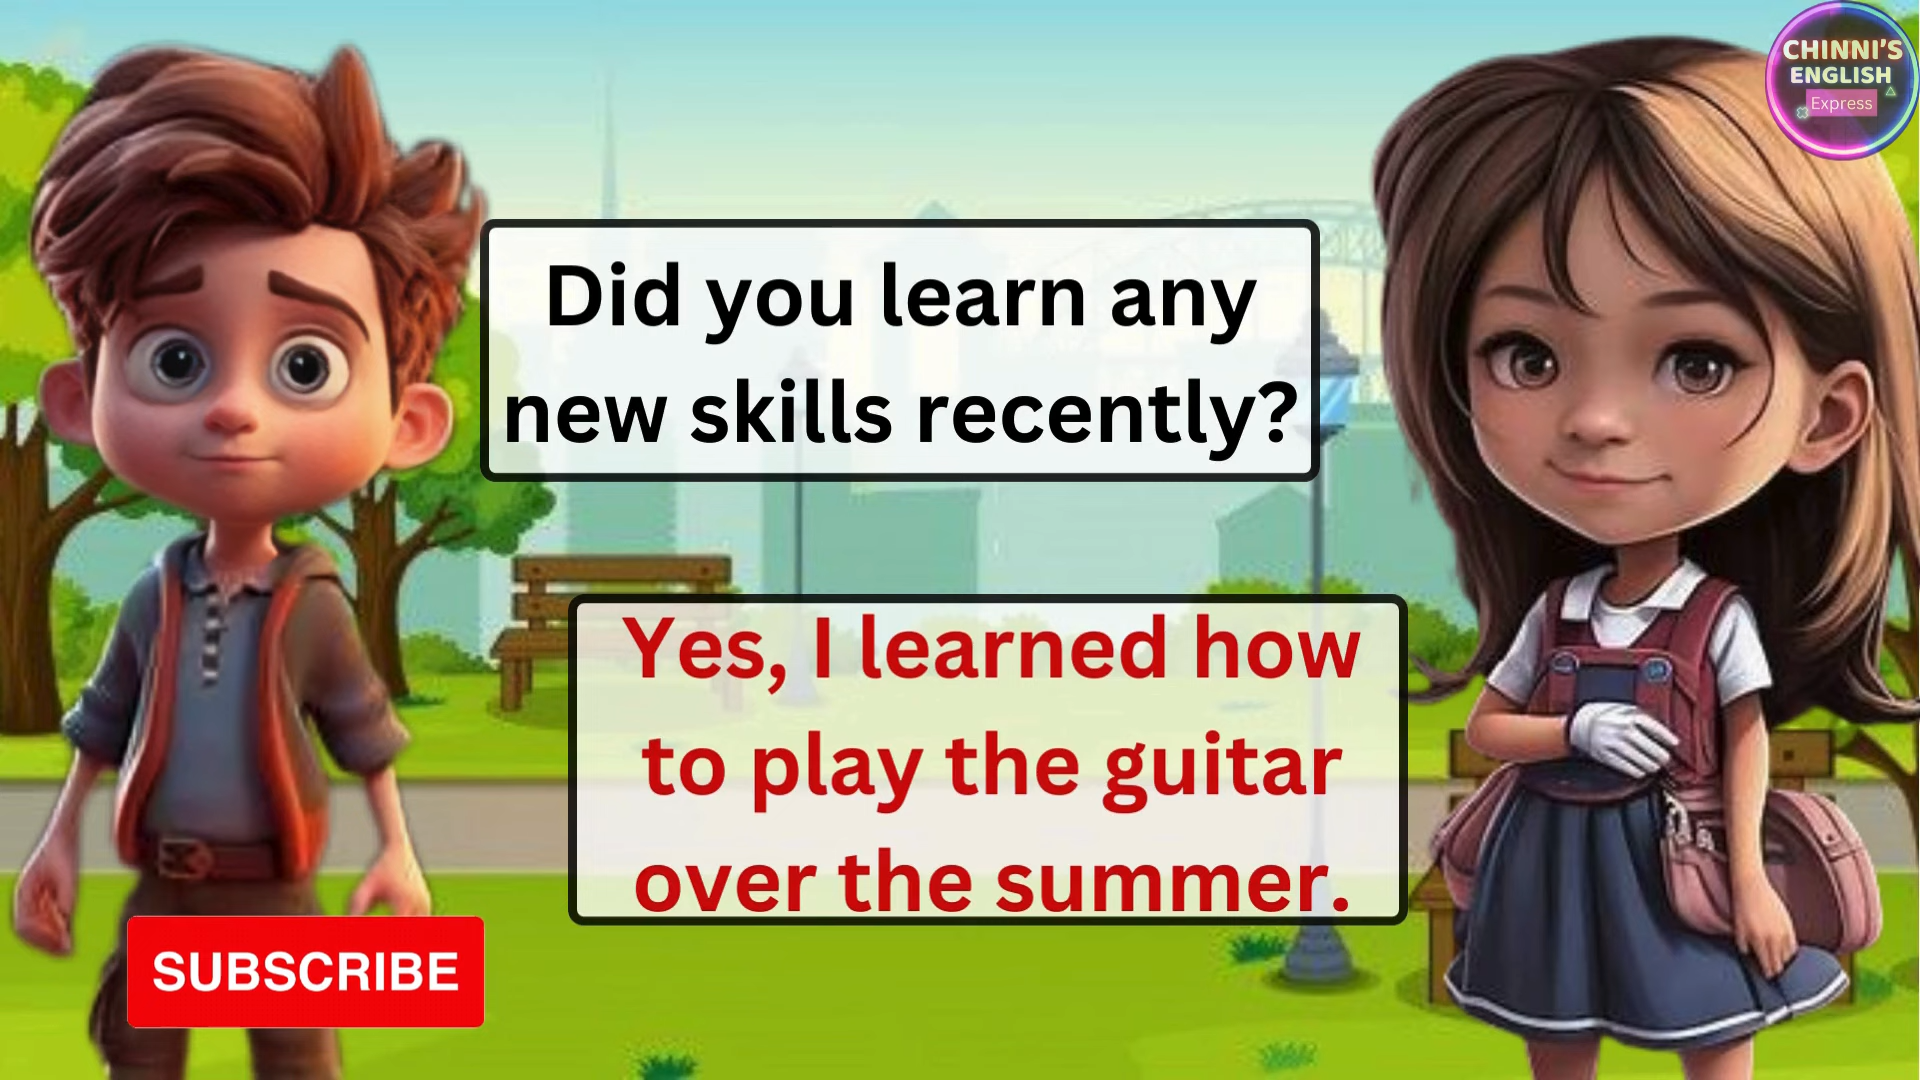 CHINNI'S
ENGLISH
Express
Did you learn any
new skills recently?
Yes, I learned how
to play the guitar
over the summer.
SUBSCRIBE